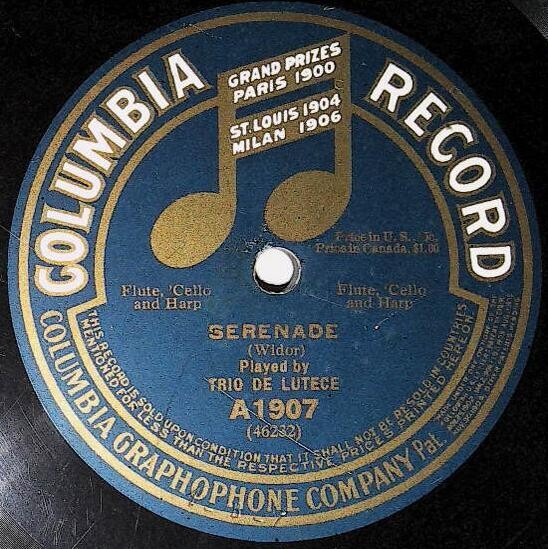 COLUMBIA RECORD
GRAND PRIZES
PARIS 1900
ST. LOUIS 1904
MILAN 1906
Price in U. S.
Price in Canada, $1.00
Flute, 'Cello
and Harp
Flute, 'Cello
and Harp
SERENADE
(Widor)
Played by
TRIO DE LUTECE
A1907
(46232)
THIS RECORD IS SOLD UPON CONDITION THAT IT SHALL NOT BE RESOLD IN COUNTRIES
MENTIONED FOR LESS THAN THE RESPECTIVE PRICES PRINTED HEREON
COLUMBIA GRAPHOPHONE COMPANY Pat.